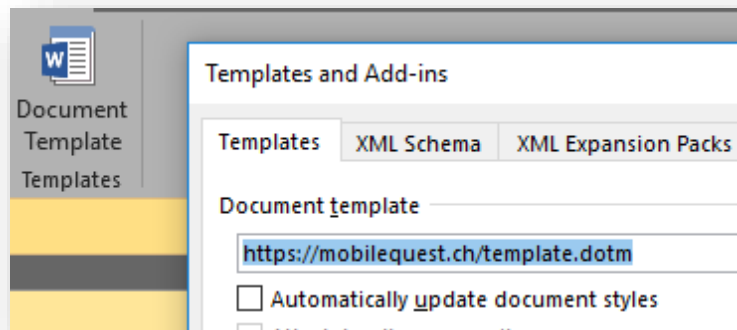 W
Document
Template
Templates
Templates and Add-ins
Templates
XML Schema
XML Expansion Packs
Document template
https://mobilequest.ch/template.dotm
Automatically update document styles